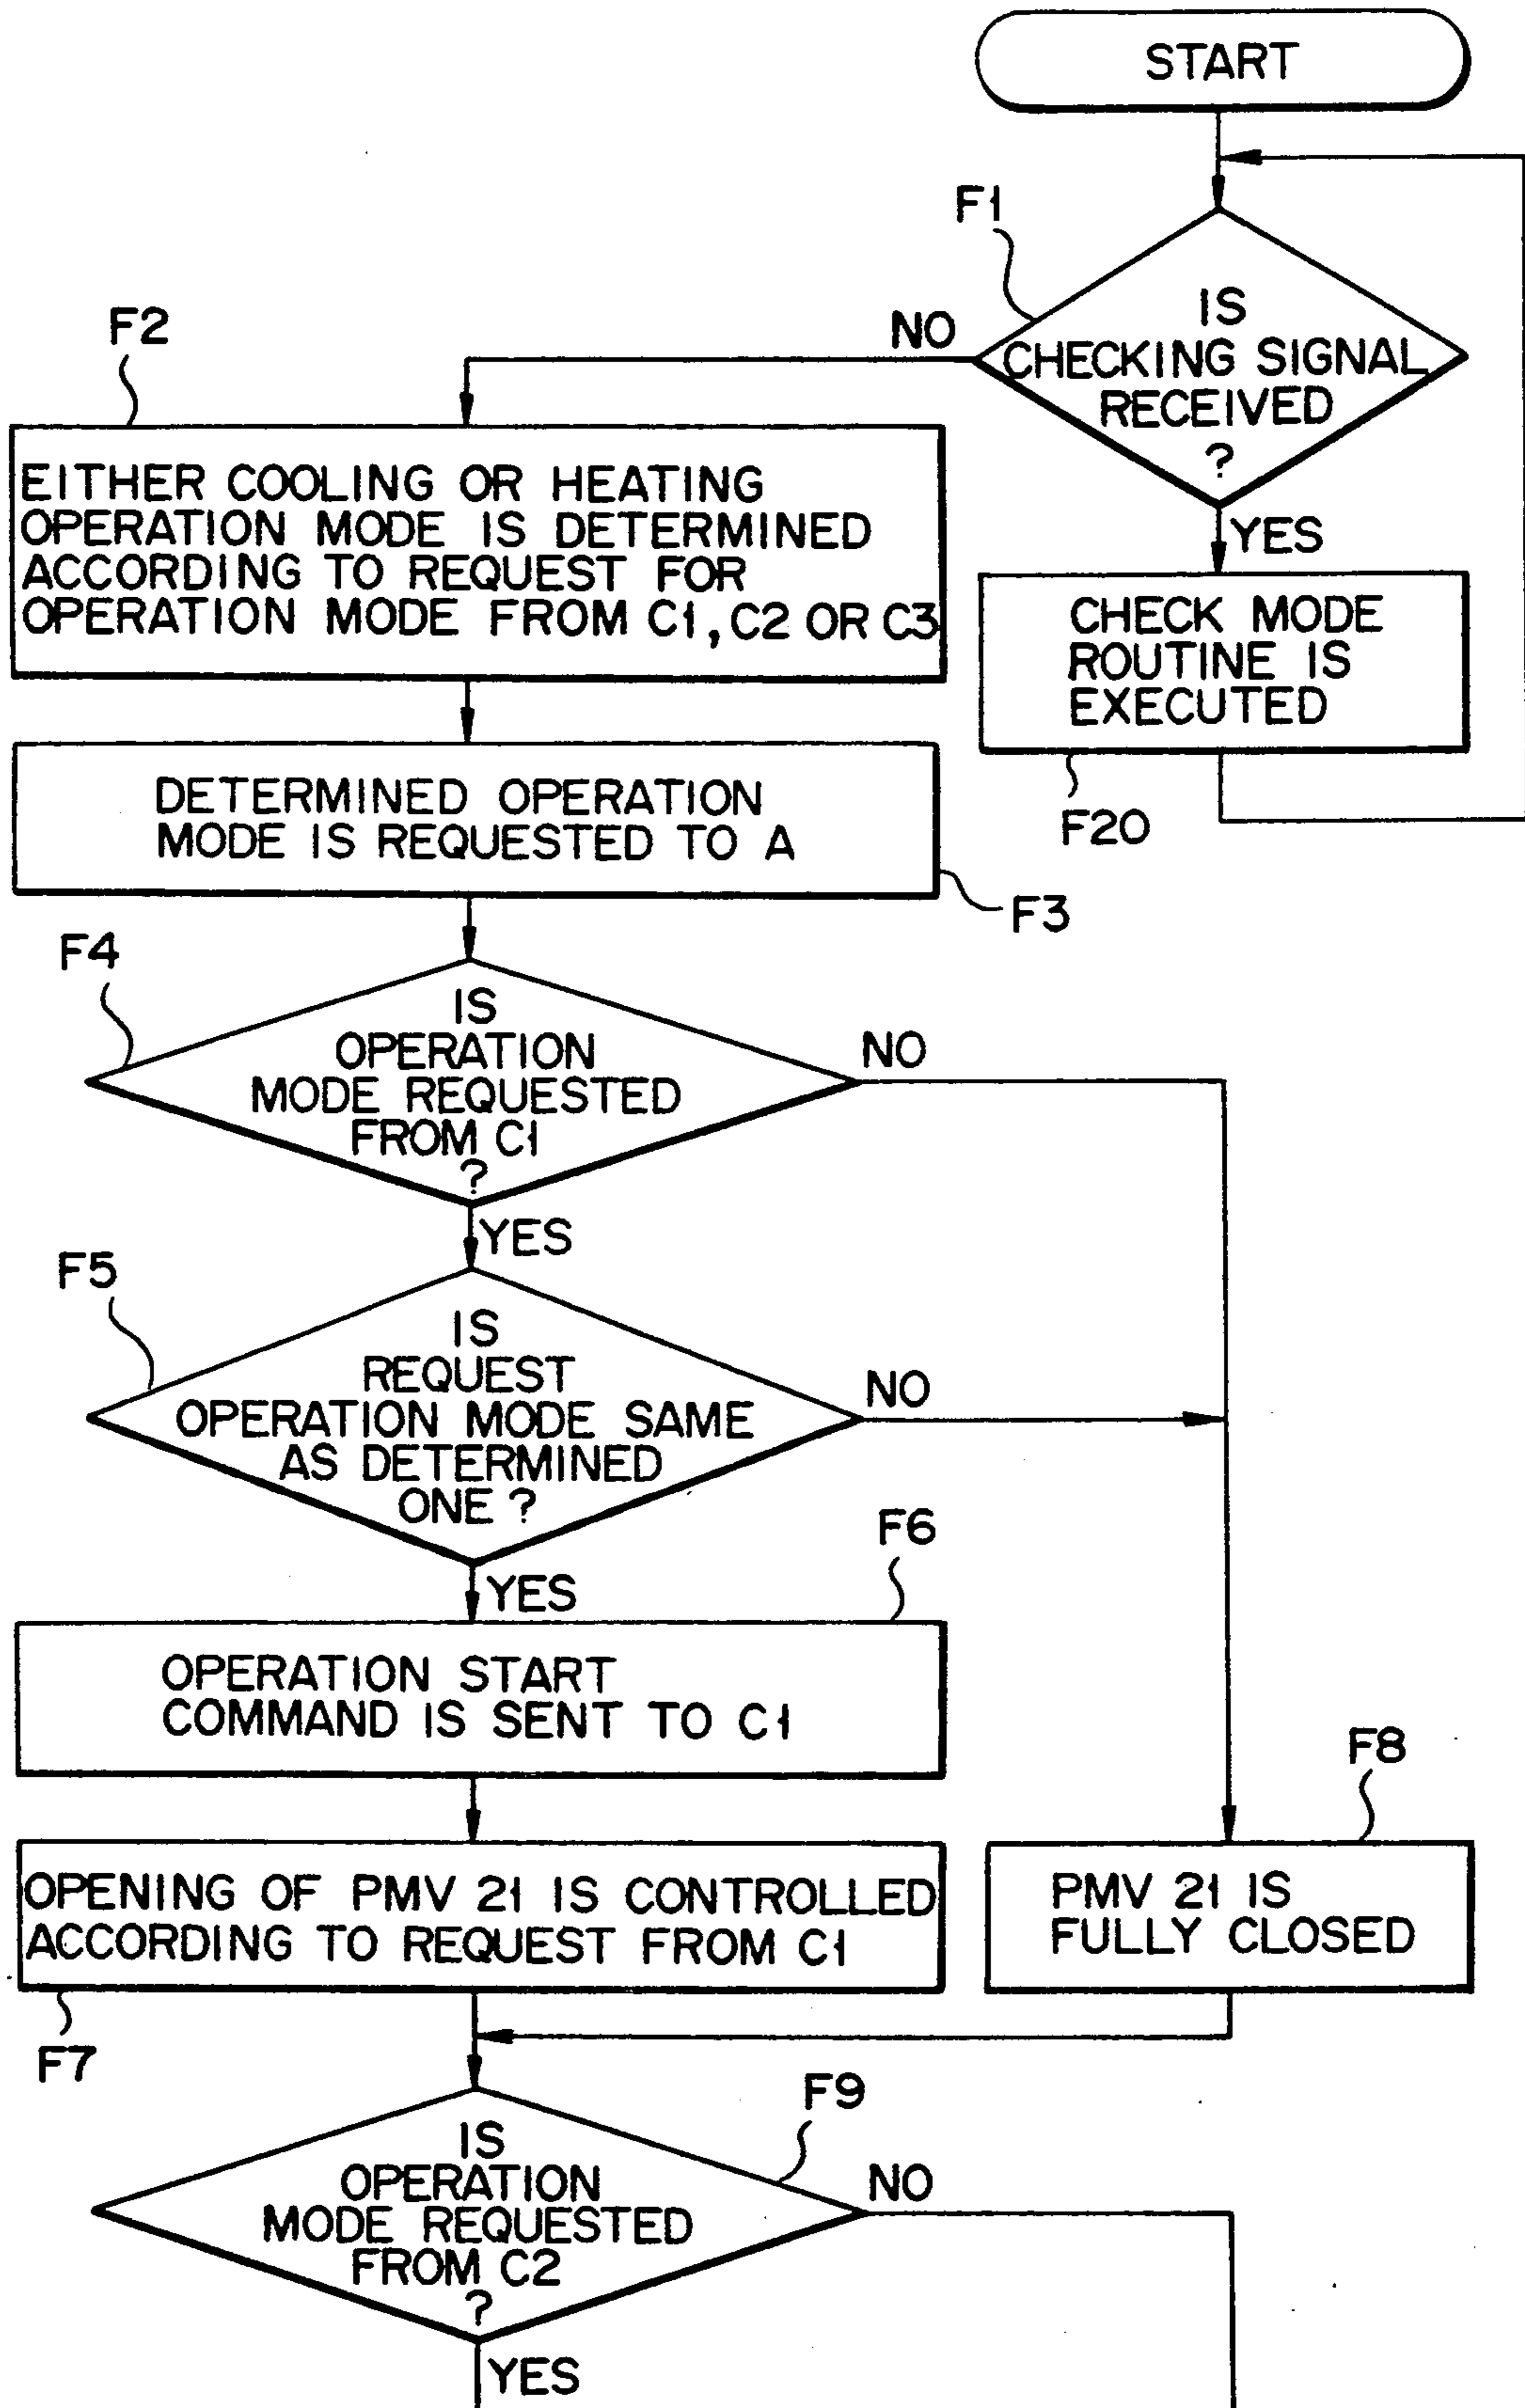 START
F1
IS
CHECKING SIGNAL
RECEIVED
?
NO
YES
F2
EITHER COOLING OR HEATING
OPERATION MODE IS DETERMINED
ACCORDING TO REQUEST FOR
OPERATION MODE FROM C1, C2 OR C3
CHECK MODE
ROUTINE IS
EXECUTED
F20
DETERMINED OPERATION
MODE IS REQUESTED TO A
F3
F4
IS
OPERATION
MODE REQUESTED
FROM C1
?
NO
YES
F5
IS
REQUEST
OPERATION MODE SAME
AS DETERMINED
ONE ?
NO
YES
F6
OPERATION START
COMMAND IS SENT TO C1
F8
OPENING OF PMV 21 IS CONTROLLED
ACCORDING TO REQUEST FROM C1
PMV 21 IS
FULLY CLOSED
F7
F9
IS
OPERATION
MODE REQUESTED
FROM C2
?
NO
YES